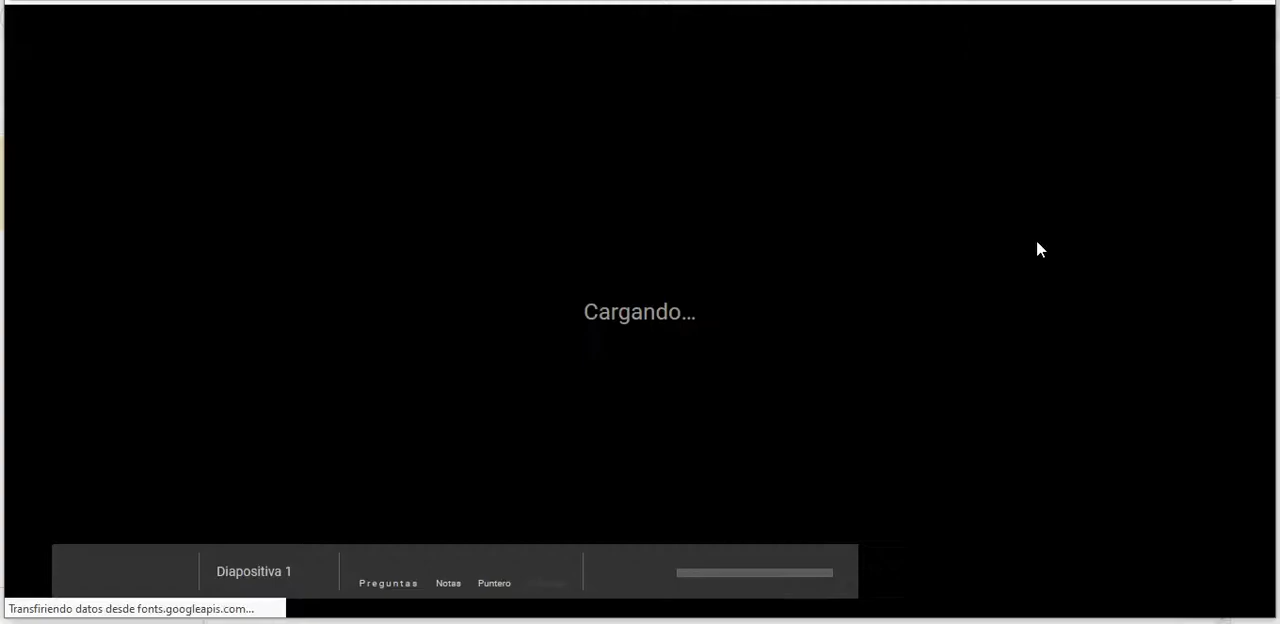 Cargando...
Diapositiva 1
Preguntas Notas Puntero
Transfiriendo datos desde fonts.googleapis.com...